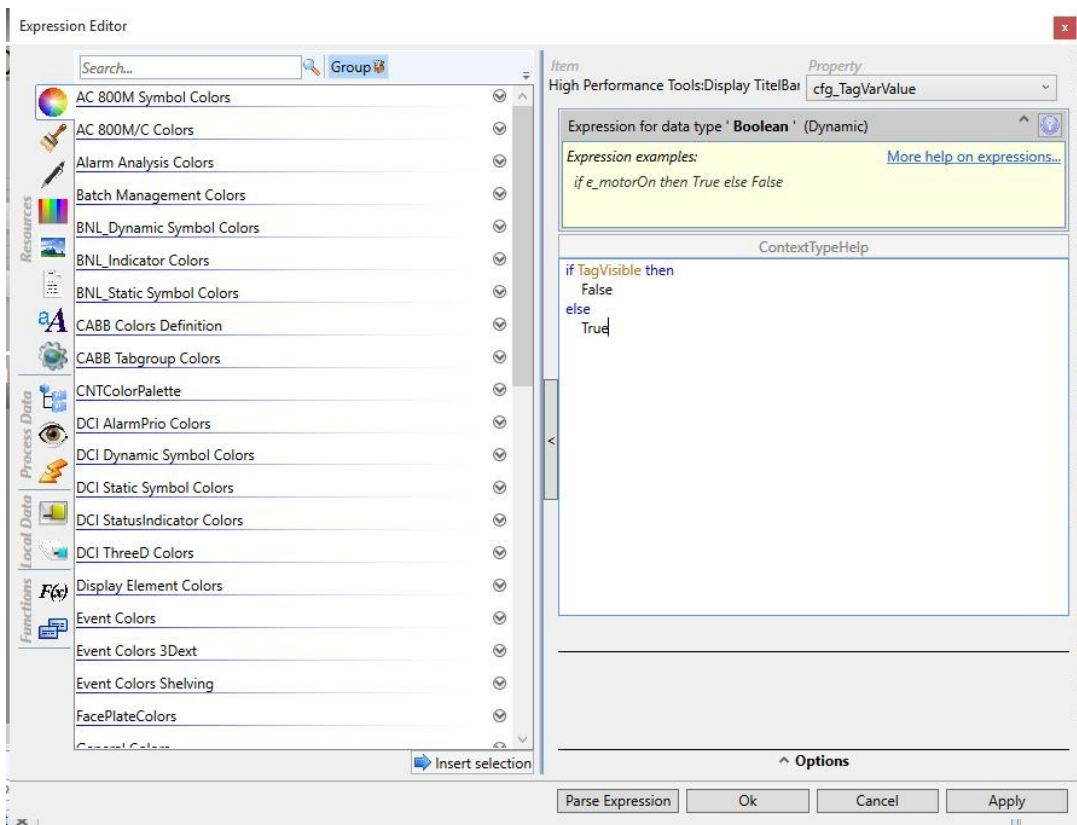 Expression Editor
x
Search...
Group
Resources
Process Data
Local Data
Functions
aA
F(x)
AC 800M Symbol Colors
AC 800M/C Colors
Alarm Analysis Colors
Batch Management Colors
BNL_Dynamic Symbol Colors
BNL_Indicator Colors
BNL_Static Symbol Colors
CABB Colors Definition
CABB Tabgroup Colors
CNTColorPalette
DCI AlarmPrio Colors
DCI Dynamic Symbol Colors
DCI Static Symbol Colors
DCI StatusIndicator Colors
DCI ThreeD Colors
Display Element Colors
Event Colors
Event Colors 3Dext
Event Colors Shelving
FacePlateColors
Insert selection
<
Item
Property
High Performance Tools:Display TitelBar
cfg_TagVarValue
Expression for data type ' Boolean ' (Dynamic)
Expression examples:
More help on expressions...
if e_motorOn then True else False
ContextTypeHelp
if TagVisible then
False
else
True
^ Options
Parse Expression
Ok
Cancel
Apply